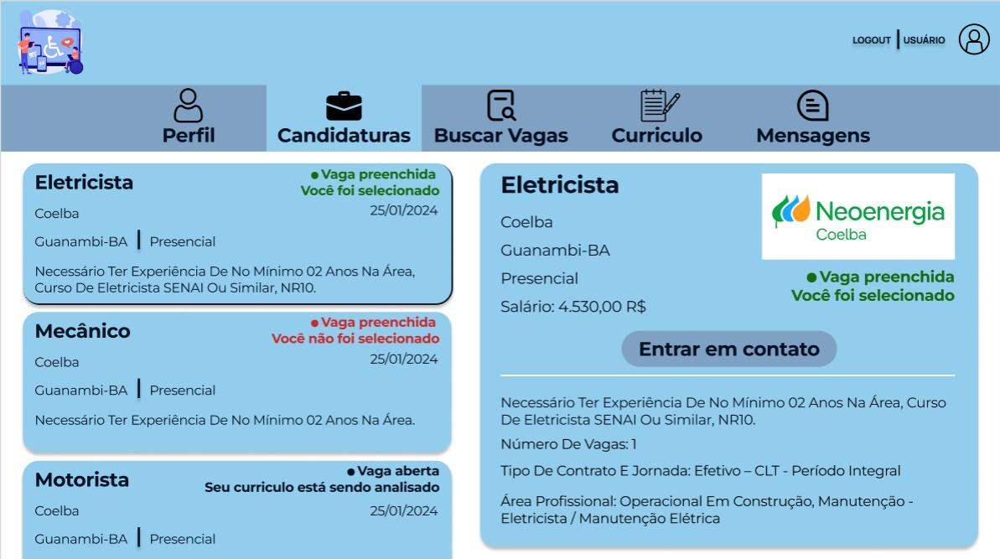 LOGOUT USUÁRIO
Perfil
Candidaturas
Buscar Vagas
Curriculo
Mensagens
Eletricista
Vaga preenchida
Você foi selecionado
Coelba
25/01/2024
Guanambi-BA Presencial
Necessário Ter Experiência De No Mínimo 02 Anos Na Área,
Curso De Eletricista SENAI Ou Similar, NR10.
Mecânico
Vaga preenchida
Você não foi selecionado
Coelba
25/01/2024
Guanambi-BA Presencial
Necessário Ter Experiência De No Mínimo 02 Anos Na Área.
Motorista
Vaga aberta
Seu curriculo está sendo analisado
Coelba
25/01/2024
Guanambi-BA Presencial
Eletricista
Coelba
Guanambi-BA
Presencial
Salário: 4.530,00 R$
Neoenergia
Coelba
Vaga preenchida
Você foi selecionado
Entrar em contato
Necessário Ter Experiência De No Mínimo 02 Anos Na Área, Curso
De Eletricista SENAI Ou Similar, NR10.
Número De Vagas: 1
Tipo De Contrato E Jornada: Efetivo – CLT - Período Integral
Área Profissional: Operacional Em Construção, Manutenção -
Eletricista / Manutenção Elétrica